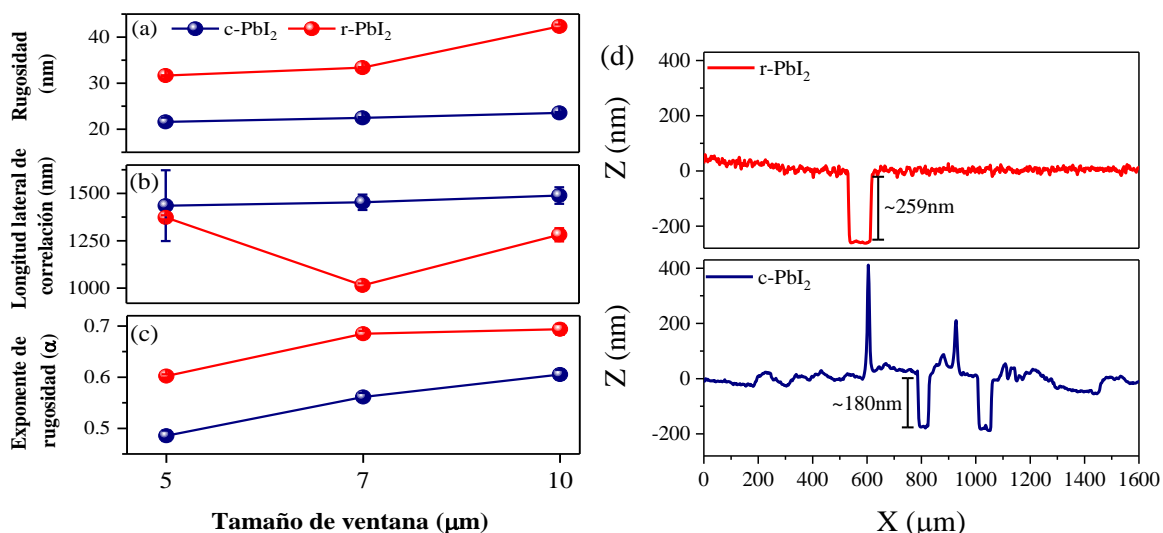 (a) c-PbI₂ r-PbI₂
Rugosidad
(nm)
40
30
20
(b)
Longitud lateral de
correlación (nm)
1500
1250
1000
(c)
Exponente de
rugosidad (α)
0.7
0.6
0.5
5 7 10
Tamaño de ventana (μm)
(d)
r-PbI₂
Z (nm)
400
200
0
-200
~259nm
c-PbI₂
Z (nm)
400
200
0
-200
~180nm
0 200 400 600 800 1000 1200 1400 1600
X (μm)